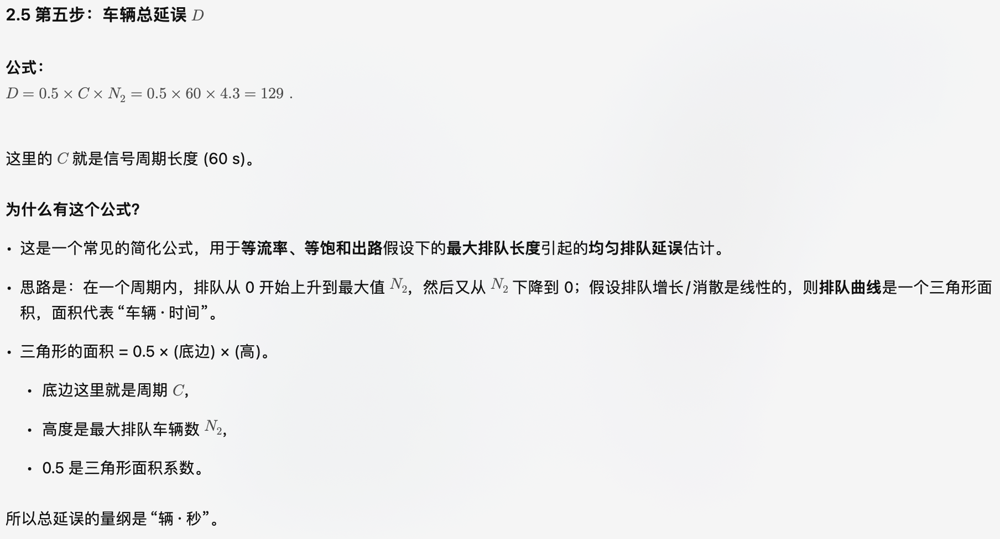 2.5 第五步：车辆总延误 D
公式：
D = 0.5 × C × N₂ = 0.5 × 60 × 4.3 = 129 .
这里的 C 就是信号周期长度 (60 s)。
为什么有这个公式?
• 这是一个常见的简化公式，用于等流率、等饱和出路假设下的最大排队长度引起的均匀排队延误估计。
• 思路是：在一个周期内，排队从 0 开始上升到最大值 N₂，然后又从 N₂ 下降到 0；假设排队增长/消散是线性的，则排队曲线是一个三角形面
积，面积代表 “车辆 · 时间”。
• 三角形的面积 = 0.5 × (底边) × (高)。
• 底边这里就是周期 C,
• 高度是最大排队车辆数 N₂,
• 0.5 是三角形面积系数。
所以总延误的量纲是 “辆 · 秒”。